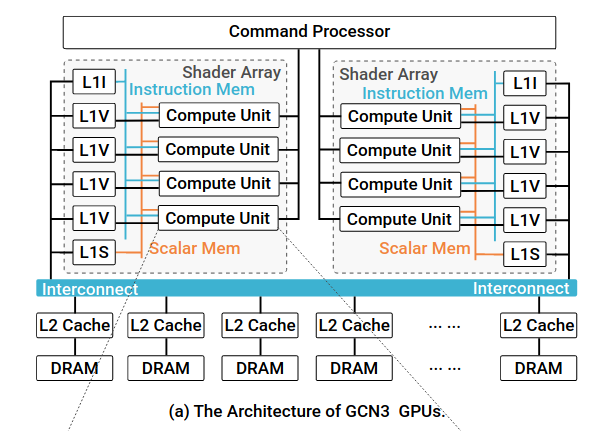 Command Processor
Shader Array Shader Array
L1I Instruction Mem Instruction Mem L1I
L1V Compute Unit Compute Unit L1V
L1V Compute Unit Compute Unit L1V
L1V Compute Unit Compute Unit L1V
L1V Compute Unit Compute Unit L1V
L1S Scalar Mem Scalar Mem L1S
Interconnect Interconnect
L2 Cache L2 Cache L2 Cache L2 Cache ... ... L2 Cache
DRAM DRAM DRAM DRAM ... ... DRAM
(a) The Architecture of GCN3 GPUs.